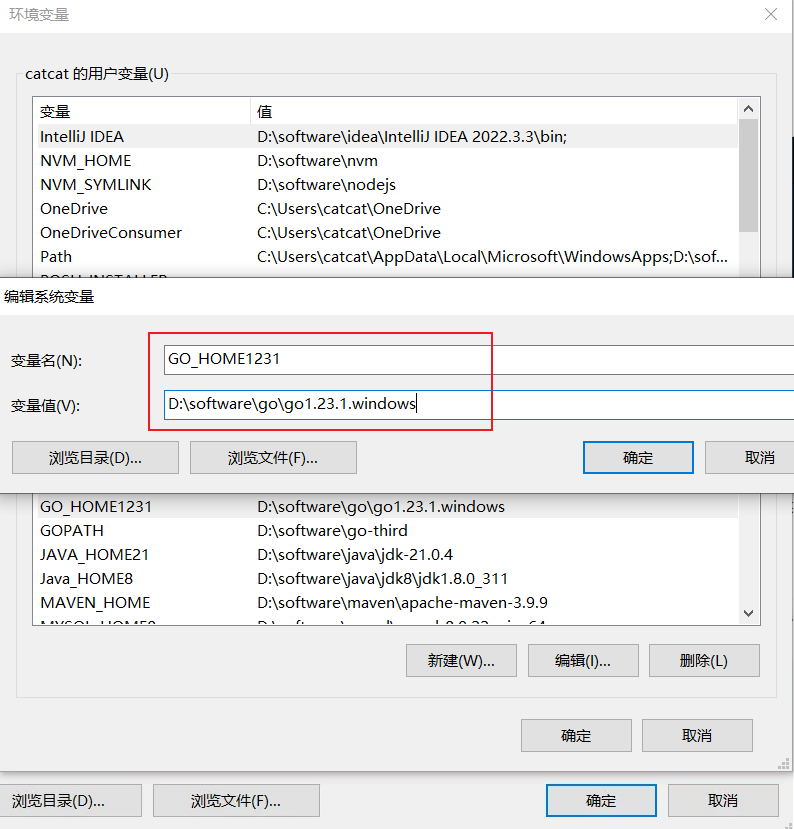 环境变量
catcat 的用户变量(U)
变量 值
IntelliJ IDEA D:\software\idea\IntelliJ IDEA 2022.3.3\bin;
NVM_HOME D:\software\nvm
NVM_SYMLINK D:\software\nodejs
OneDrive C:\Users\catcat\OneDrive
OneDriveConsumer C:\Users\catcat\OneDrive
Path C:\Users\catcat\AppData\Local\Microsoft\WindowsApps;D:\sof...
编辑系统变量
变量名(N): GO_HOME1231
变量值(V): D:\software\go\go1.23.1.windows
浏览目录(D)... 浏览文件(F)... 确定 取消
GO_HOME1231 D:\software\go\go1.23.1.windows
GOPATH D:\software\go-third
JAVA_HOME21 D:\software\java\jdk-21.0.4
Java_HOME8 D:\software\java\jdk8\jdk1.8.0_311
MAVEN_HOME D:\software\maven\apache-maven-3.9.9
新建(W)... 编辑(I)... 删除(L)
确定 取消
浏览目录(D)... 浏览文件(F)... 确定 取消